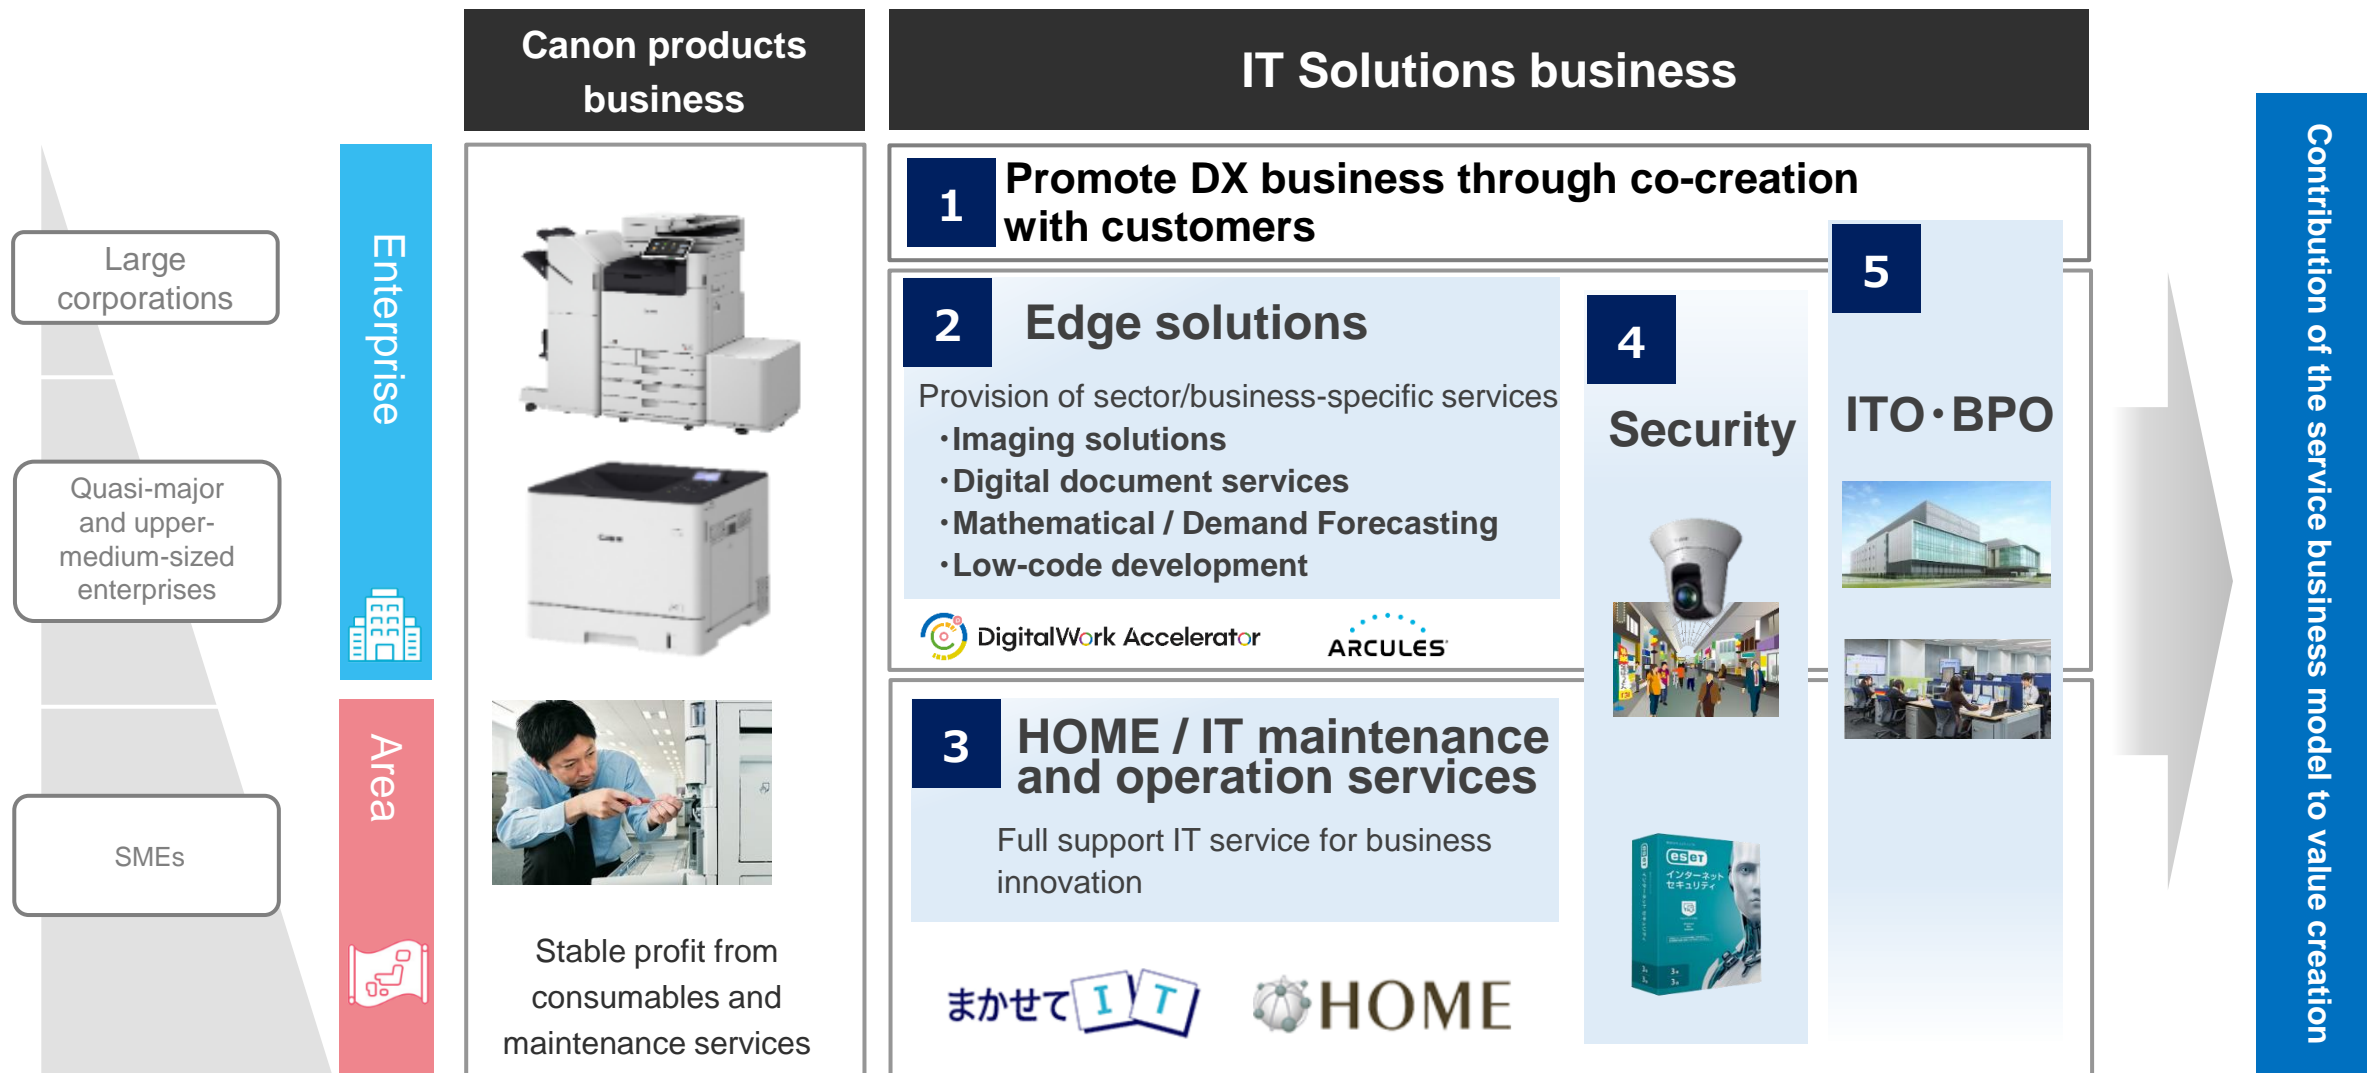 Canon products
business
IT Solutions business
Large
corporations
Quasi-major
and upper-
medium-sized
enterprises
SMEs
Enterprise
Area
Stable profit from
consumables and
maintenance services
1
Promote DX business through co-creation
with customers
2
Edge solutions
Provision of sector/business-specific services
・Imaging solutions
・Digital document services
・Mathematical / Demand Forecasting
・Low-code development
DigitalWork Accelerator
ARCULES
3
HOME / IT maintenance
and operation services
Full support IT service for business
innovation
まかせてIT
HOME
4
Security
eseT
インターネット
セキュリティ
5
ITO・BPO
Contribution of the service business model to value creation